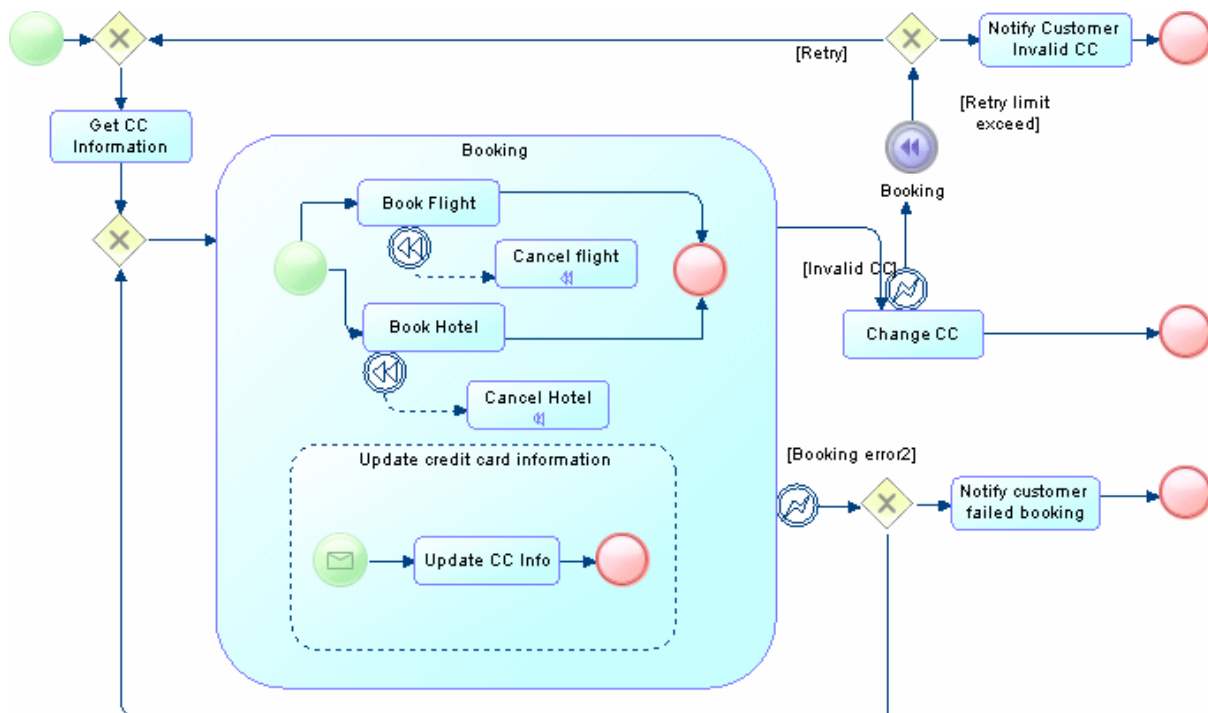 Notify Customer
Invalid CC
[Retry]
[Retry limit
exceed]
Get CC
Information
Booking
Booking
Book Flight
Cancel flight
[Invalid CC]
Book Hotel
Change CC
Cancel Hotel
Update credit card information
[Booking error2]
Notify customer
failed booking
Update CC Info